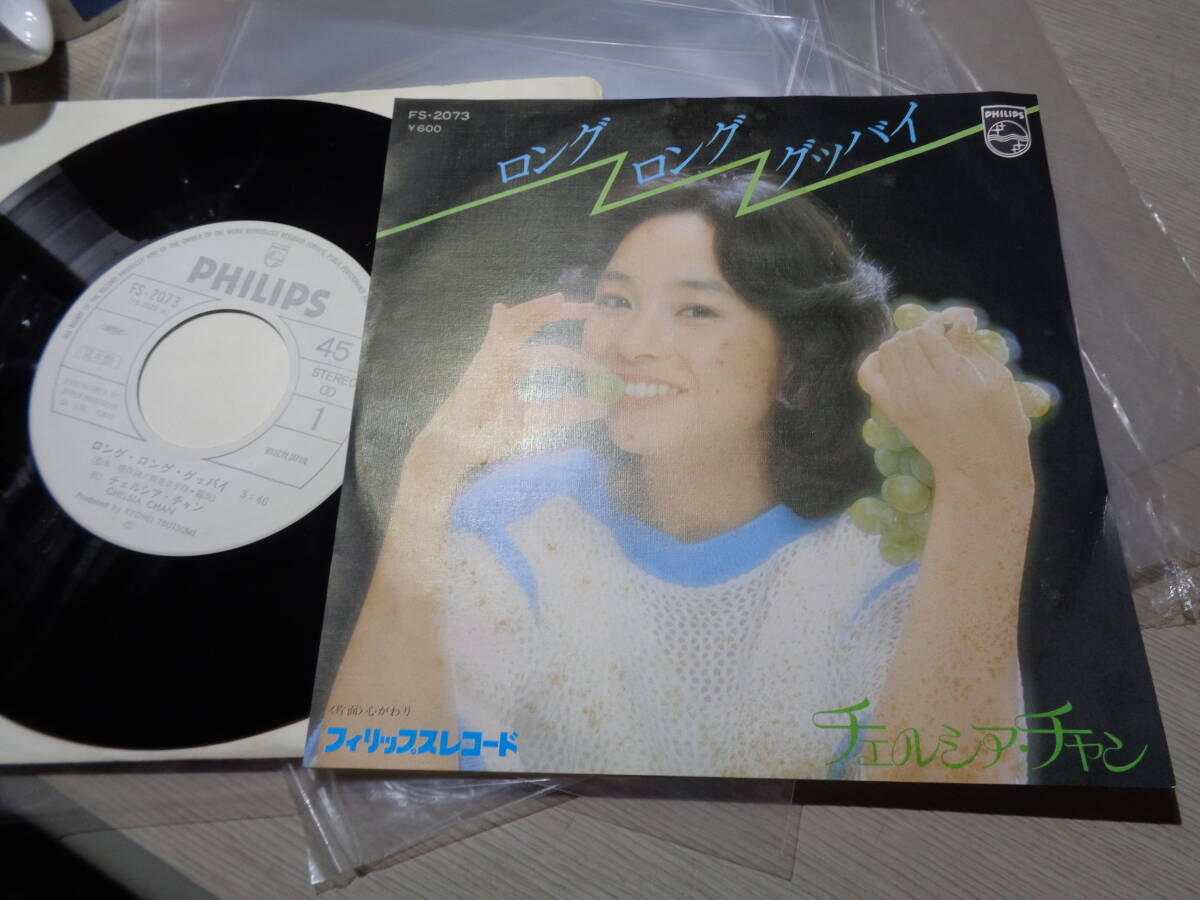 FS-2073
¥600
ロング ロング グッバイ
PHILIPS
〈片面〉心がわり
フィリップスレコード
チェルシア・チャン
PHILIPS
FS-2073
45
STEREO
1
MADE IN JAPAN
ロング・ロング・グッバイ
3:46
チェルシア・チャン
CHELSIA CHAN
Produced by KYOHEI TSUTSUMI